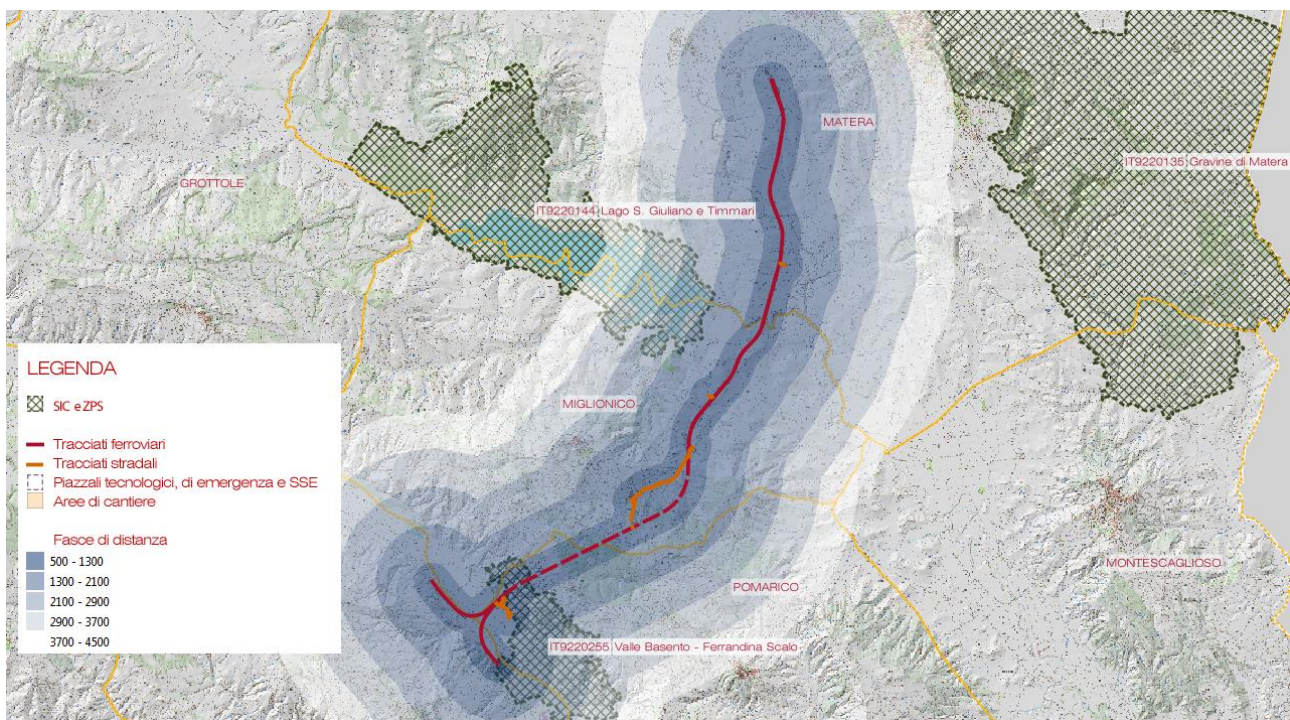 MATERA
IT9220135 Gravine di Matera
GROTTOLE
IT9220144 Lago S. Giuliano e Timmari
LEGENDA
SIC e ZPS
Tracciati ferroviari
Tracciati stradali
Piazzali tecnologici, di emergenza e SSE
Aree di cantiere
Fasce di distanza
500 - 1300
1300 - 2100
2100 - 2900
2900 - 3700
3700 - 4500
MIGLIONICO
MONTESCAGLIOSO
POMARICO
IT9220255 Valle Basento - Ferrandina Scalo